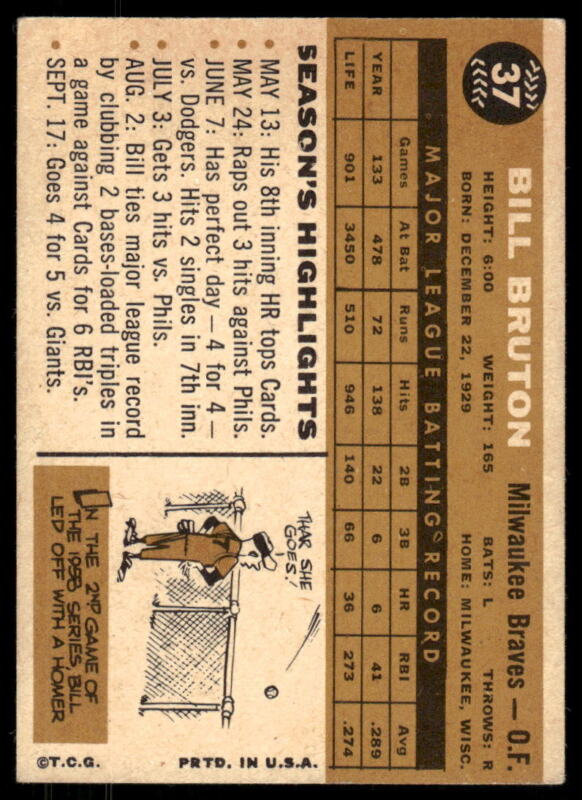 37
BILL BRUTON Milwaukee Braves — O.F.
HEIGHT: 6:00 WEIGHT: 165 BATS: L THROWS: R
BORN: DECEMBER 22, 1929 HOME: MILWAUKEE, WISC.
MAJOR LEAGUE BATTING RECORD
Games At Bat Runs Hits 2B 3B HR RBI Avg
YEAR 133 478 72 138 22 6 6 41 .289
LIFE 901 3450 510 946 140 66 36 273 .274
SEASON'S HIGHLIGHTS
• MAY 13: His 8th inning HR tops Cards.
• MAY 24: Raps out 3 hits against Phils.
• JUNE 7: Has perfect day — 4 for 4 —
vs. Dodgers. Hits 2 singles in 7th inn.
• JULY 3: Gets 3 hits vs. Phils.
• AUG. 2: Bill ties major league record
by clubbing 2 bases-loaded triples in
a game against Cards for 6 RBI's.
• SEPT. 17: Goes 4 for 5 vs. Giants.
THAR SHE
GOES!
IN THE 2ND. GAME OF
THE 1958 SERIES, BILL
LED OFF WITH A HOMER
©T.C.G. PRTD. IN U.S.A.